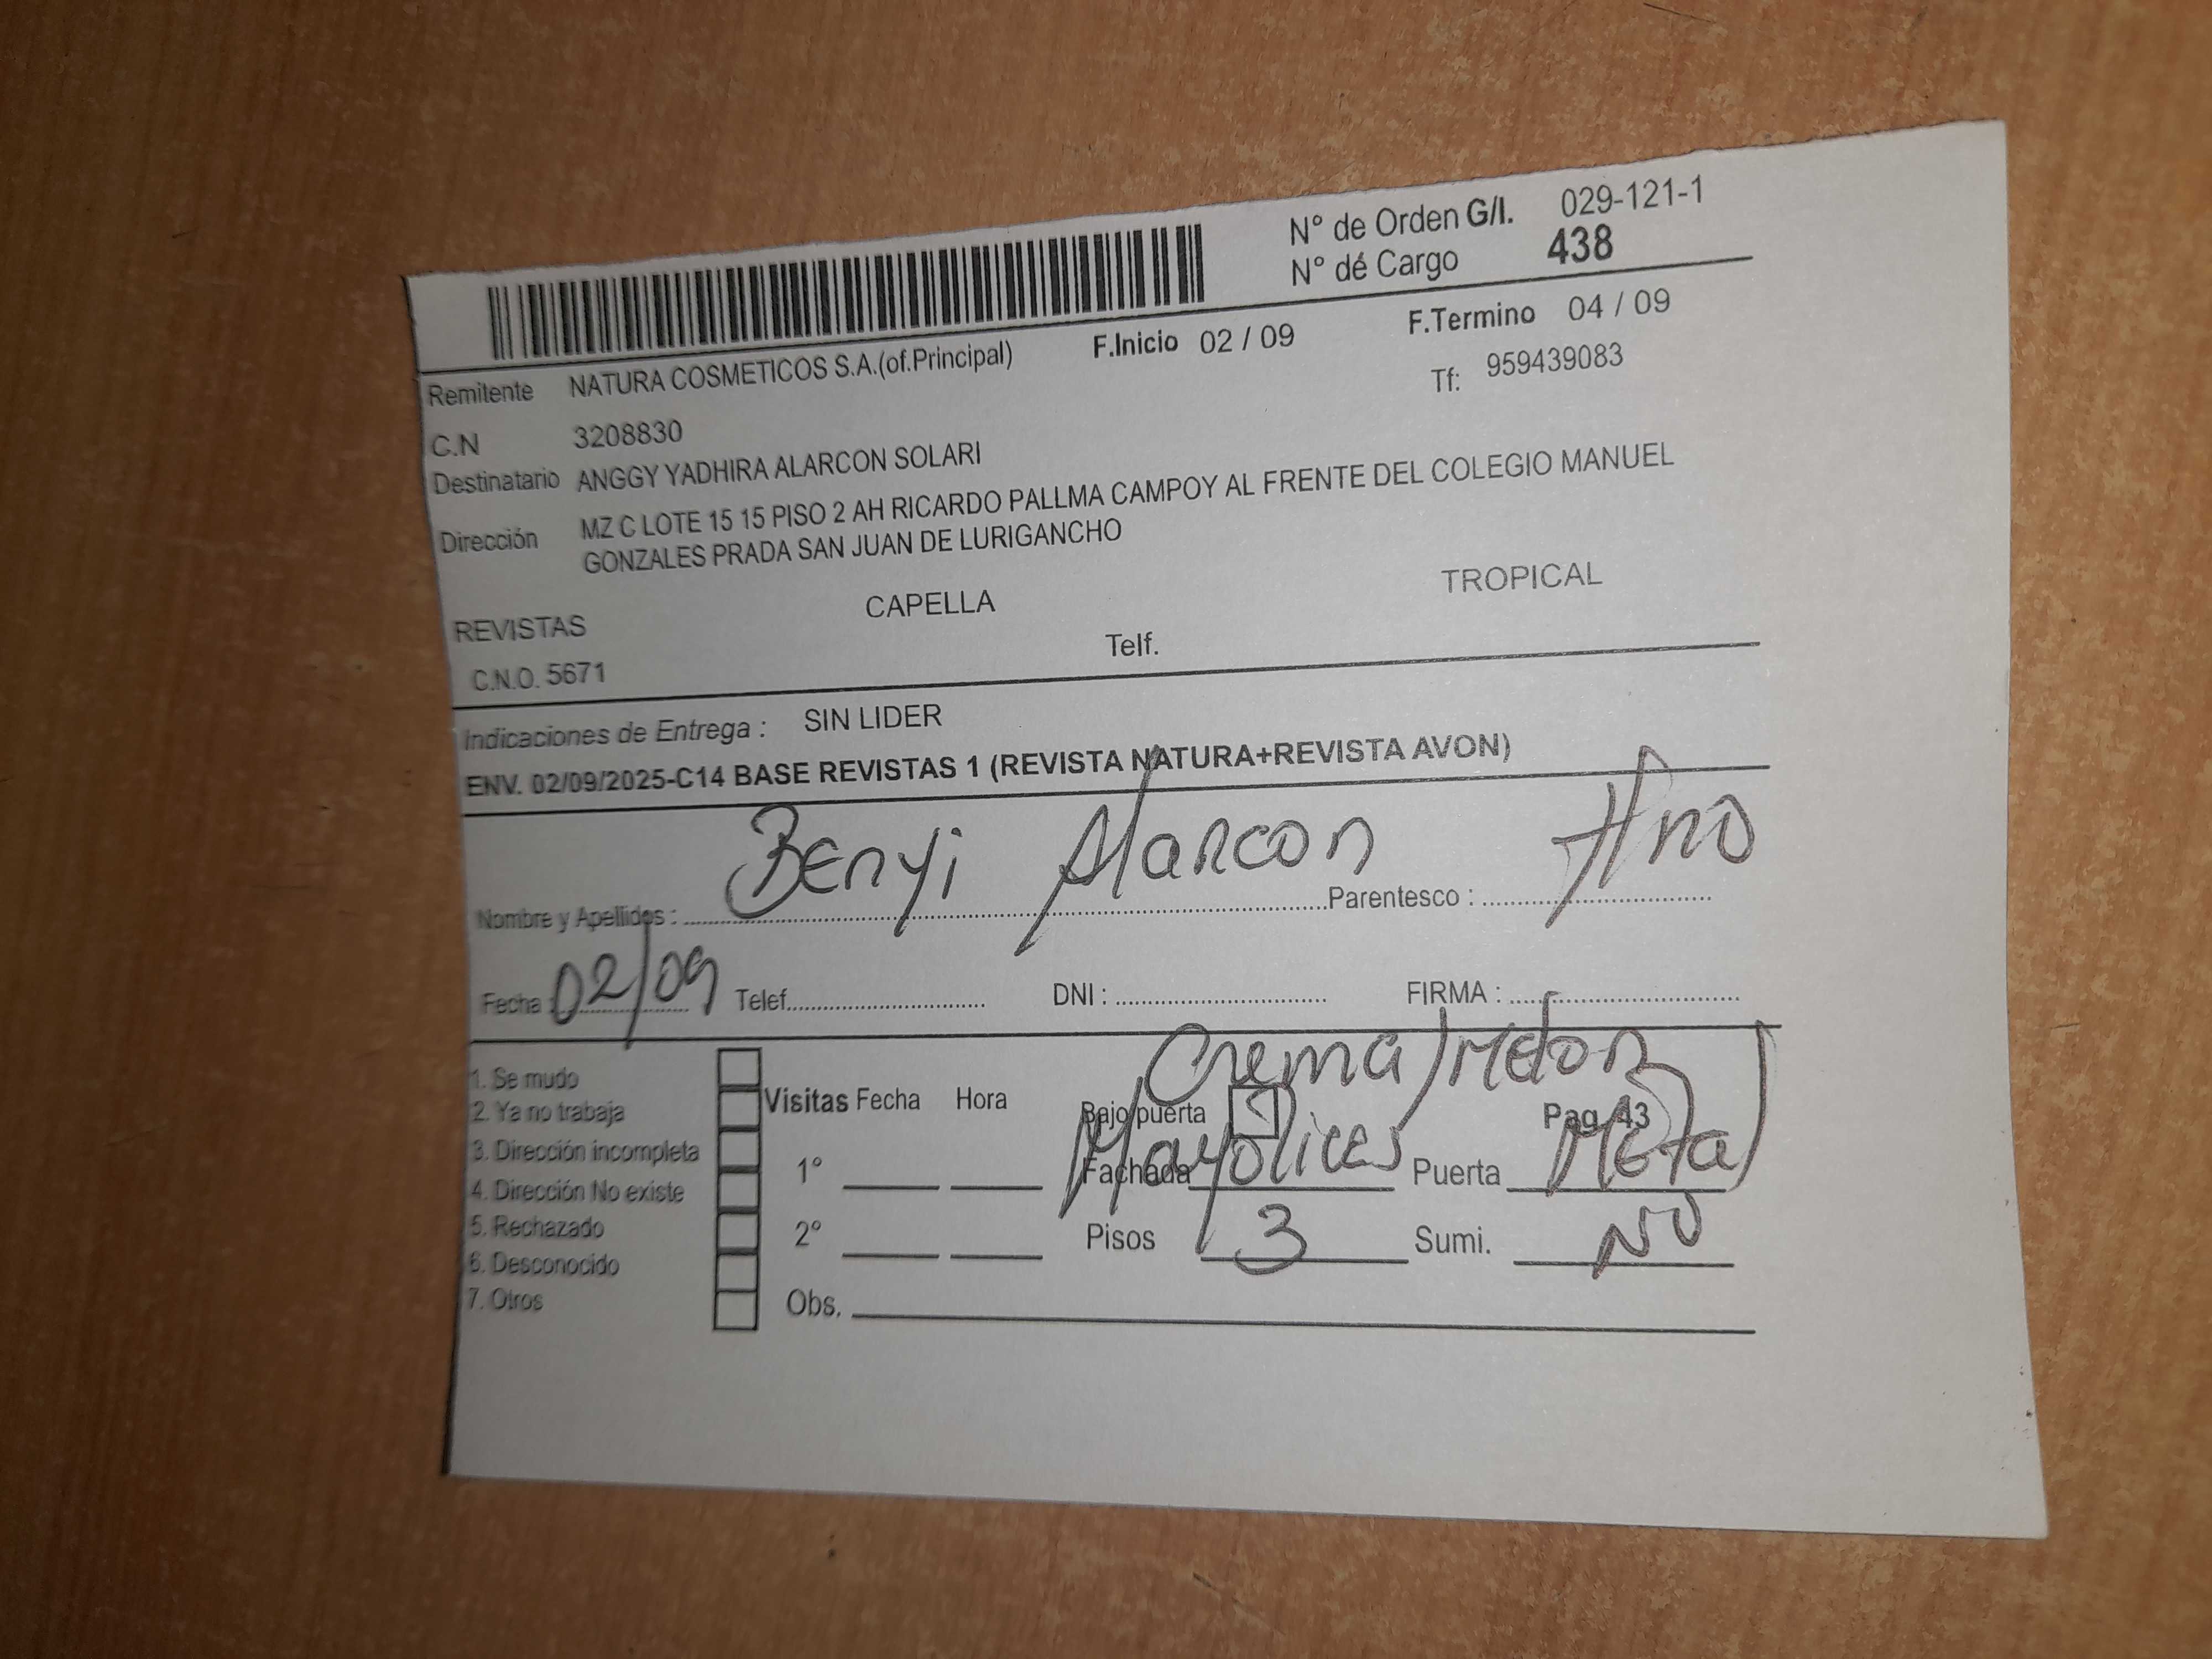 N° de Orden G/I. 029-121-1
N° dé Cargo 438
F.Inicio 02 / 09 F.Termino 04 / 09
Remitente NATURA COSMETICOS S.A.(of.Principal) Tf: 959439083
C.N 3208830
Destinatario ANGGY YADHIRA ALARCON SOLARI
Dirección MZ C LOTE 15 15 PISO 2 AH RICARDO PALLMA CAMPOY AL FRENTE DEL COLEGIO MANUEL
GONZALES PRADA SAN JUAN DE LURIGANCHO
REVISTAS CAPELLA TROPICAL
C.N.O. 5671 Telf.
Indicaciones de Entrega : SIN LIDER
ENV. 02/09/2025-C14 BASE REVISTAS 1 (REVISTA NATURA+REVISTA AVON)
Nombre y Apellidos : Benyi Alarcon Parentesco : Hno
Fecha : 02/09 Telef. DNI : FIRMA :
Crema/Meton
1. Se mudo
2. Ya no trabaja Visitas Fecha Hora Bajo puerta Pag. 43
3. Dirección incompleta 1° Fachada Mayolicas Puerta Metal
4. Dirección No existe
5. Rechazado 2° Pisos 3 Sumi. NO
6. Desconocido
7. Otros Obs.